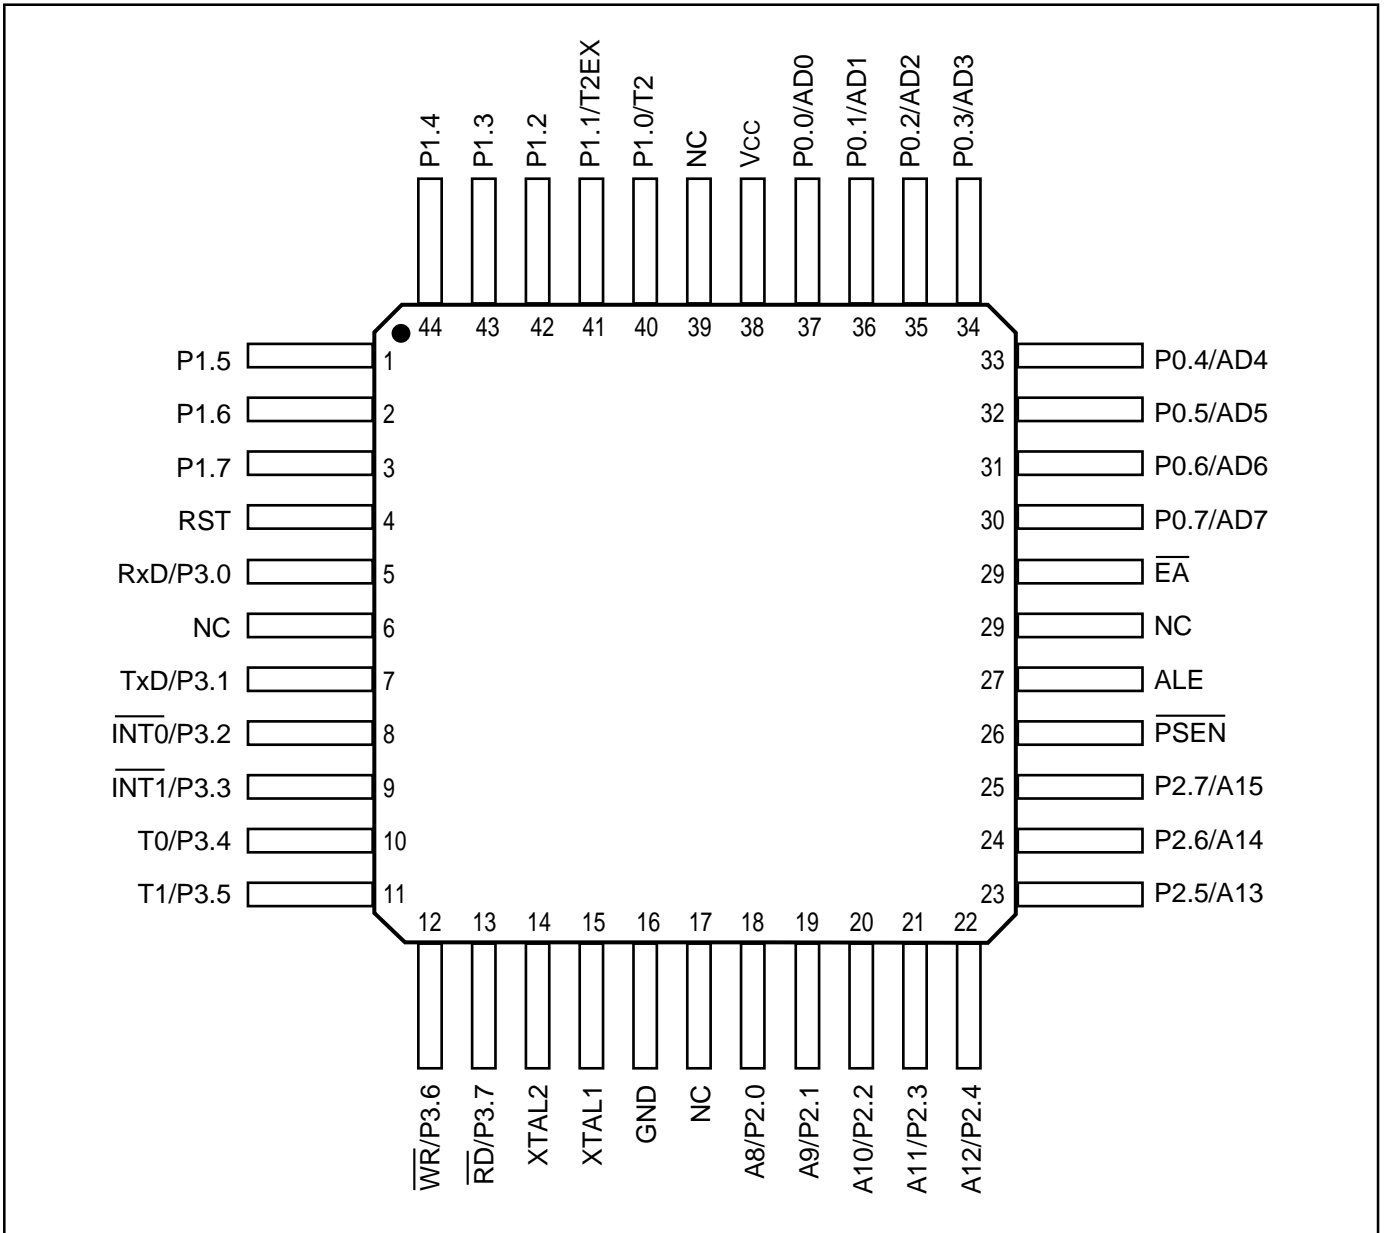 P1.4
P1.3
P1.2
P1.1/T2EX
P1.0/T2
NC
VCC
P0.0/AD0
P0.1/AD1
P0.2/AD2
P0.3/AD3
44 43 42 41 40 39 38 37 36 35 34
P1.5 1 33 P0.4/AD4
P1.6 2 32 P0.5/AD5
P1.7 3 31 P0.6/AD6
RST 4 30 P0.7/AD7
RxD/P3.0 5 29 E̅A̅
NC 6 29 NC
TxD/P3.1 7 27 ALE
I̅N̅T̅0̅/P3.2 8 26 P̅S̅E̅N̅
I̅N̅T̅1̅/P3.3 9 25 P2.7/A15
T0/P3.4 10 24 P2.6/A14
T1/P3.5 11 23 P2.5/A13
12 13 14 15 16 17 18 19 20 21 22
W̅R̅/P3.6
R̅D̅/P3.7
XTAL2
XTAL1
GND
NC
A8/P2.0
A9/P2.1
A10/P2.2
A11/P2.3
A12/P2.4